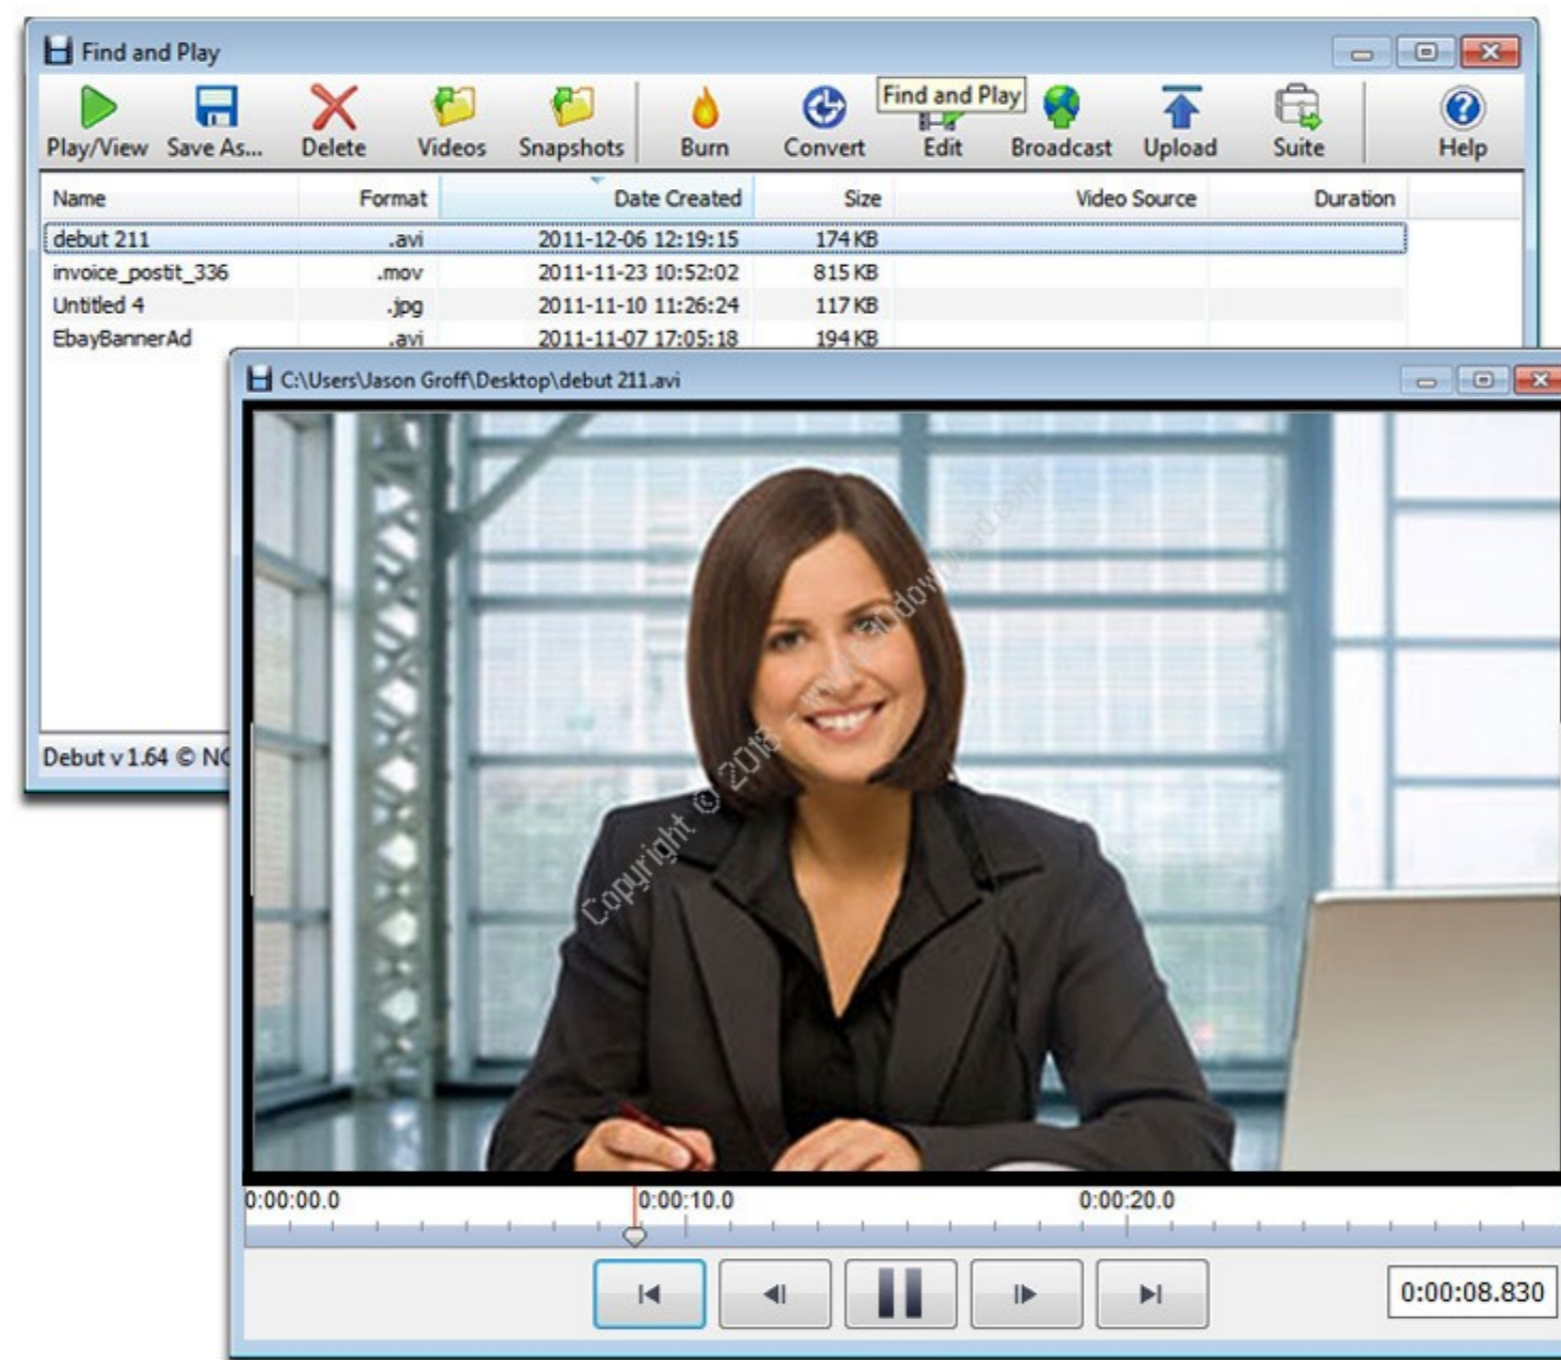 Find and Play
Find and Play
Play/View Save As... Delete Videos Snapshots Burn Convert Edit Broadcast Upload Suite Help
Name Format Date Created Size Video Source Duration
debut 211 .avi 2011-12-06 12:19:15 174 KB
invoice_postit_336 .mov 2011-11-23 10:52:02 815 KB
Untitled 4 .jpg 2011-11-10 11:26:24 117 KB
EbayBannerAd .avi 2011-11-07 17:05:18 194 KB
C:\Users\Jason Groff\Desktop\debut 211.avi
Copyright © 2018
Debut v 1.64 © NC
0:00:00.0 0:00:10.0 0:00:20.0
0:00:08.830